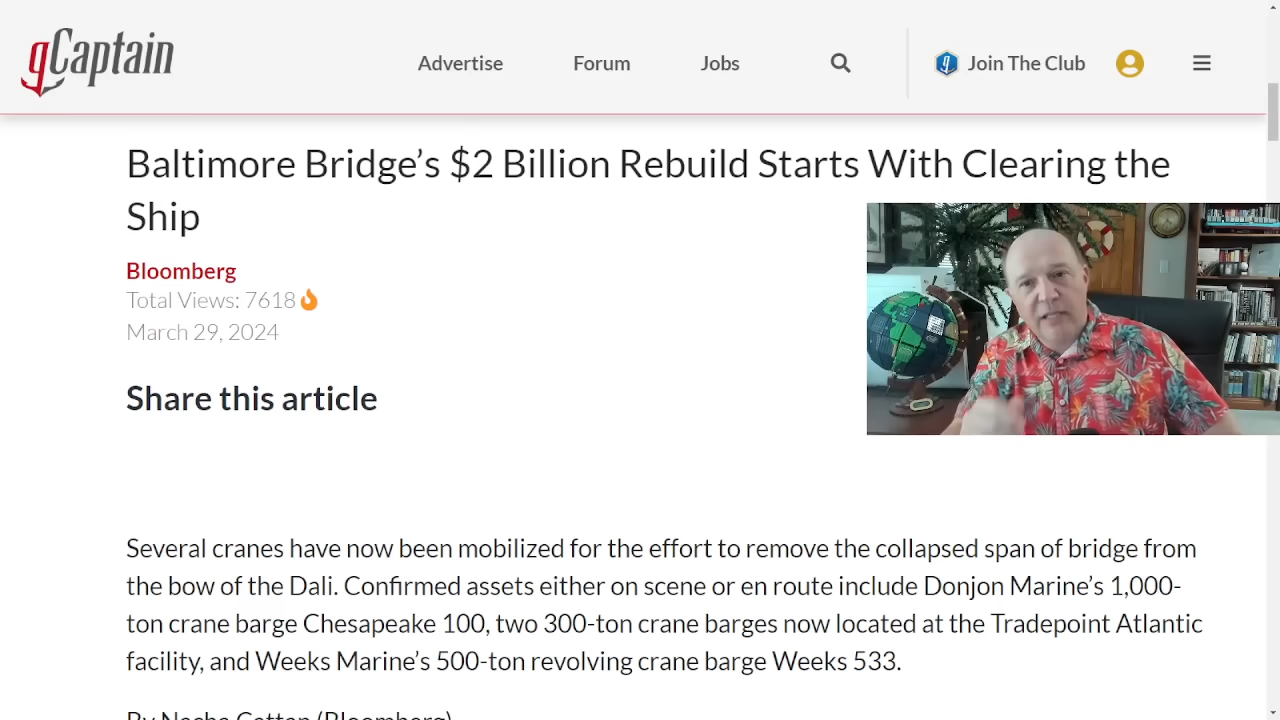 gCaptain
Advertise
Forum
Jobs
Join The Club
Baltimore Bridge’s $2 Billion Rebuild Starts With Clearing the
Ship
Bloomberg
Total Views: 7618
March 29, 2024
Share this article
Several cranes have now been mobilized for the effort to remove the collapsed span of bridge from
the bow of the Dali. Confirmed assets either on scene or en route include Donjon Marine’s 1,000-
ton crane barge Chesapeake 100, two 300-ton crane barges now located at the Tradepoint Atlantic
facility, and Weeks Marine’s 500-ton revolving crane barge Weeks 533.
By Nacha Cattan (Bloomberg)